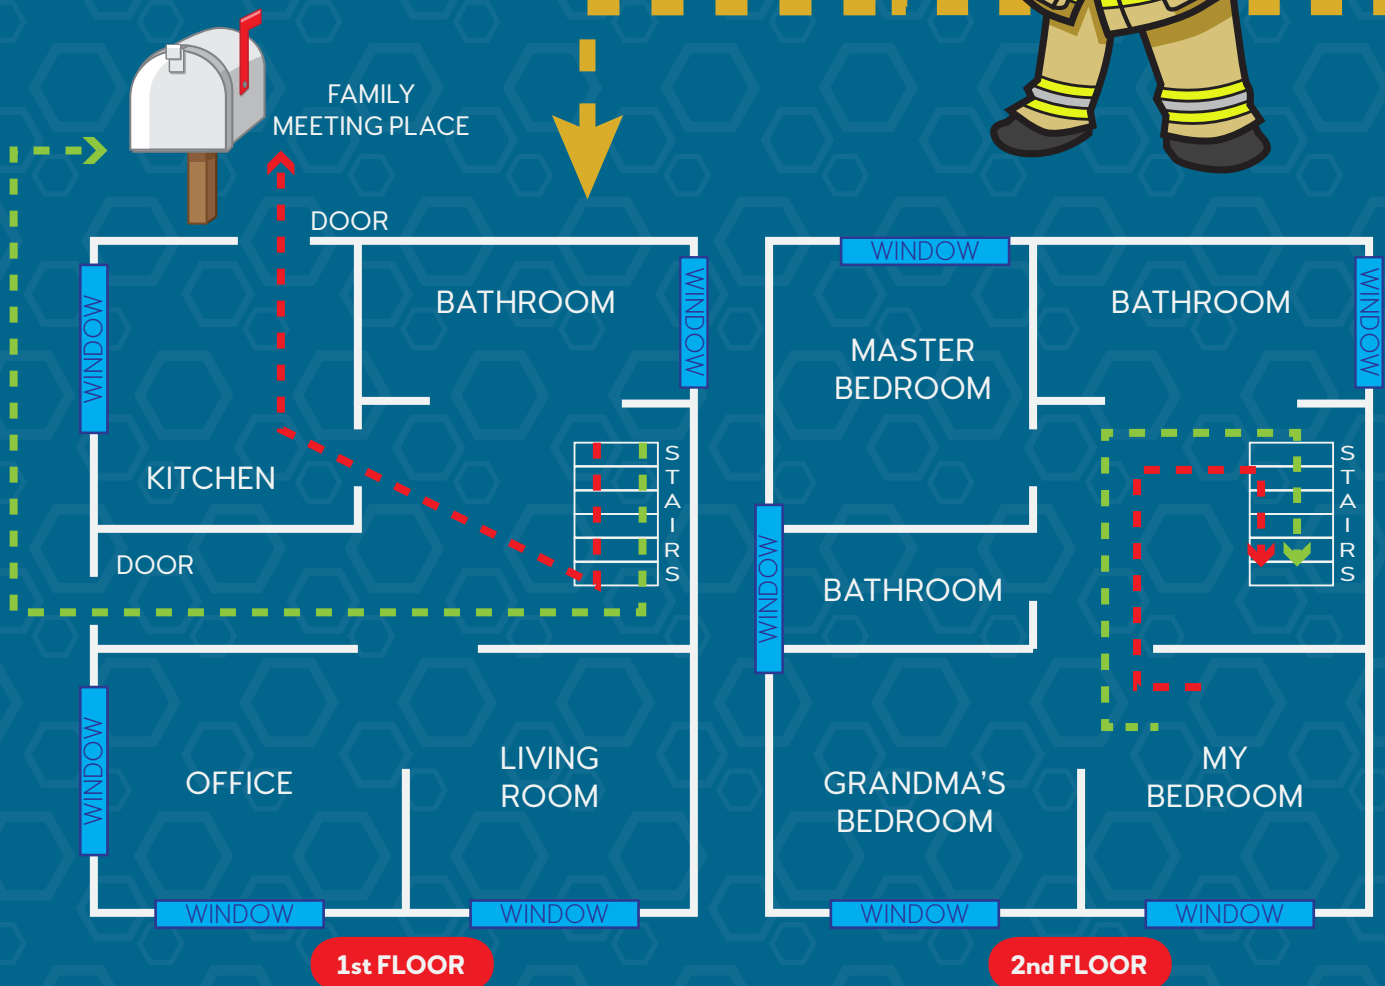 FAMILY
MEETING PLACE
DOOR
WINDOW
BATHROOM
WINDOW
KITCHEN
STAIRS
DOOR
WINDOW
OFFICE
LIVING
ROOM
WINDOW
WINDOW
1st FLOOR
WINDOW
MASTER
BEDROOM
BATHROOM
WINDOW
STAIRS
WINDOW
BATHROOM
GRANDMA'S
BEDROOM
MY
BEDROOM
WINDOW
WINDOW
2nd FLOOR